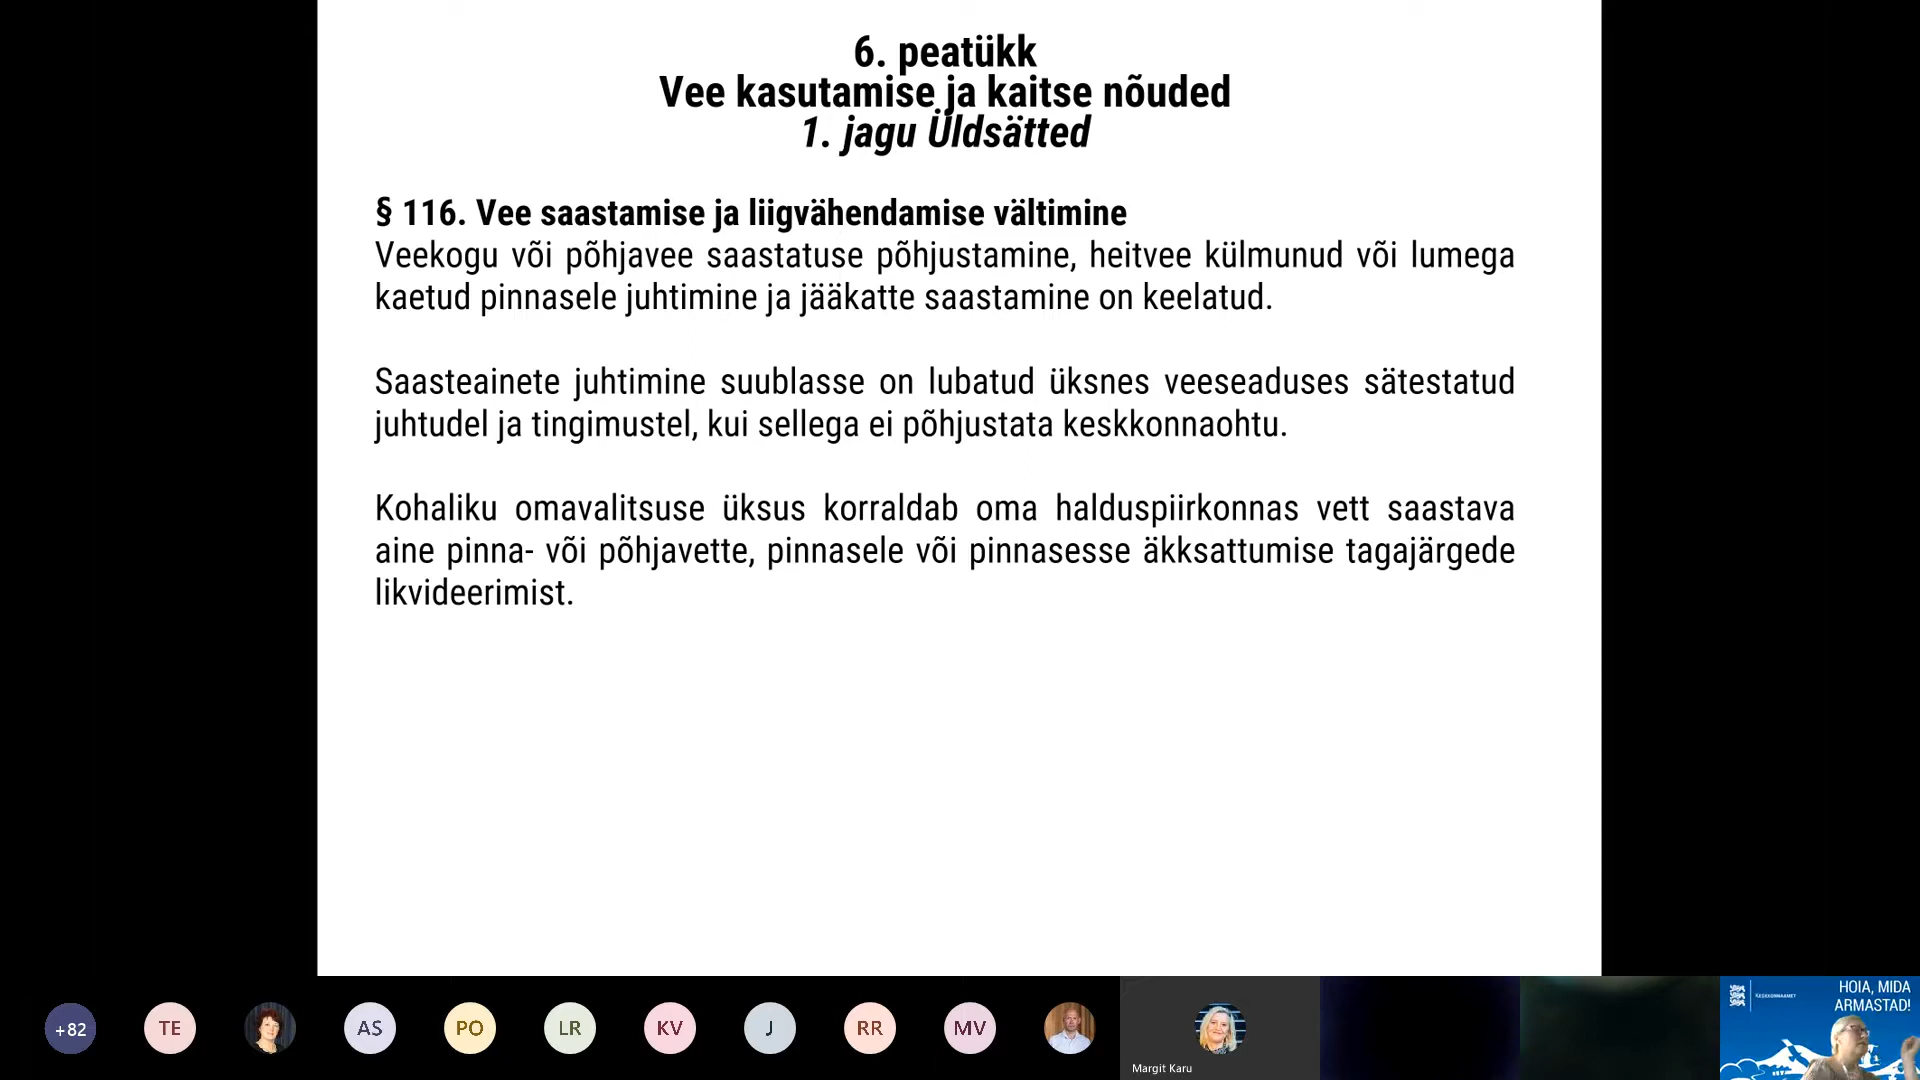 6. peatükk
Vee kasutamise ja kaitse nõuded
1. jagu Üldsätted
§ 116. Vee saastamise ja liigvähendamise vältimine
Veekogu või põhjavee saastatuse põhjustamine, heitvee külmunud või lumega
kaetud pinnasele juhtimine ja jääkatte saastamine on keelatud.
Saasteainete juhtimine suublasse on lubatud üksnes veeseaduses sätestatud
juhtudel ja tingimustel, kui sellega ei põhjustata keskkonnaohtu.
Kohaliku omavalitsuse üksus korraldab oma halduspiirkonnas vett saastava
aine pinna- või põhjavette, pinnasele või pinnasesse äkksattumise tagajärgede
likvideerimist.
+82
TE
AS
PO
LR
KV
J
RR
MV
Margit Karu
KESKKONNAAMET
HOIA, MIDA
ARMASTAD!